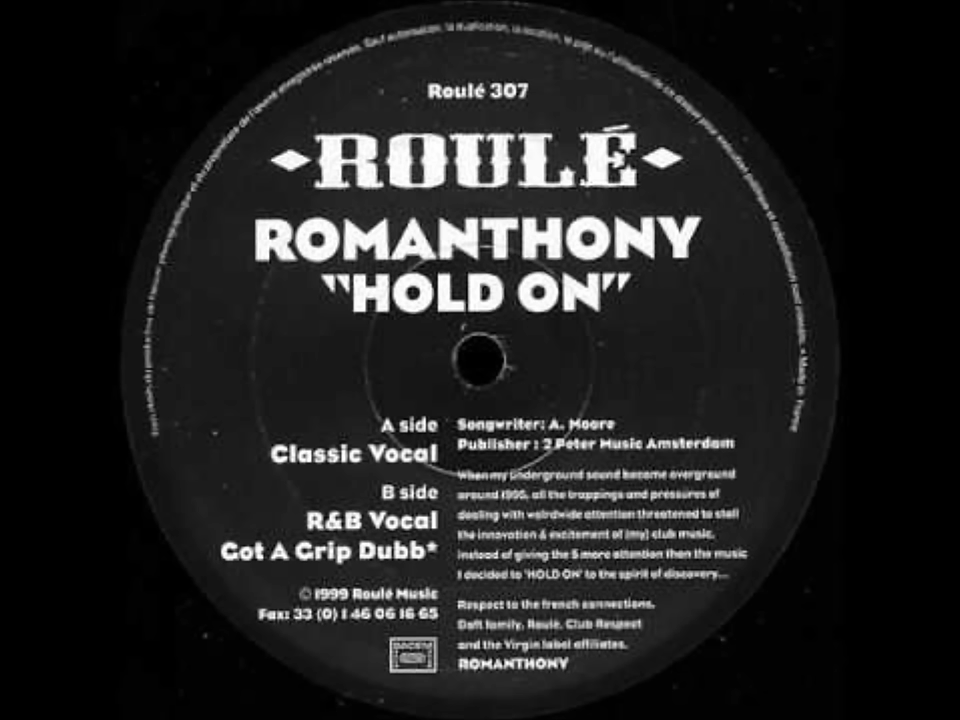 Roulé 307
ROULÉ
ROMANTHONY
"HOLD ON"
A side
Classic Vocal
B side
R&B Vocal
Got A Grip Dubb*
© 1999 Roulé Music
Fax: 33 (0) 1 46 06 16 65
SACEM
Songwriter: A. Moore
Publisher : 2 Peter Music Amsterdam
When my underground sound became overground
around 1995, all the trappings and pressures of
dealing with weirdwide attention threatened to stall
the innovation & excitement of (my) club music.
instead of giving the $ more attention than the music
I decided to 'HOLD ON' to the spirit of discovery...
Respect to the french connections,
Daft family, Roulé, Club Respect
and the Virgin label affiliates.
ROMANTHONY